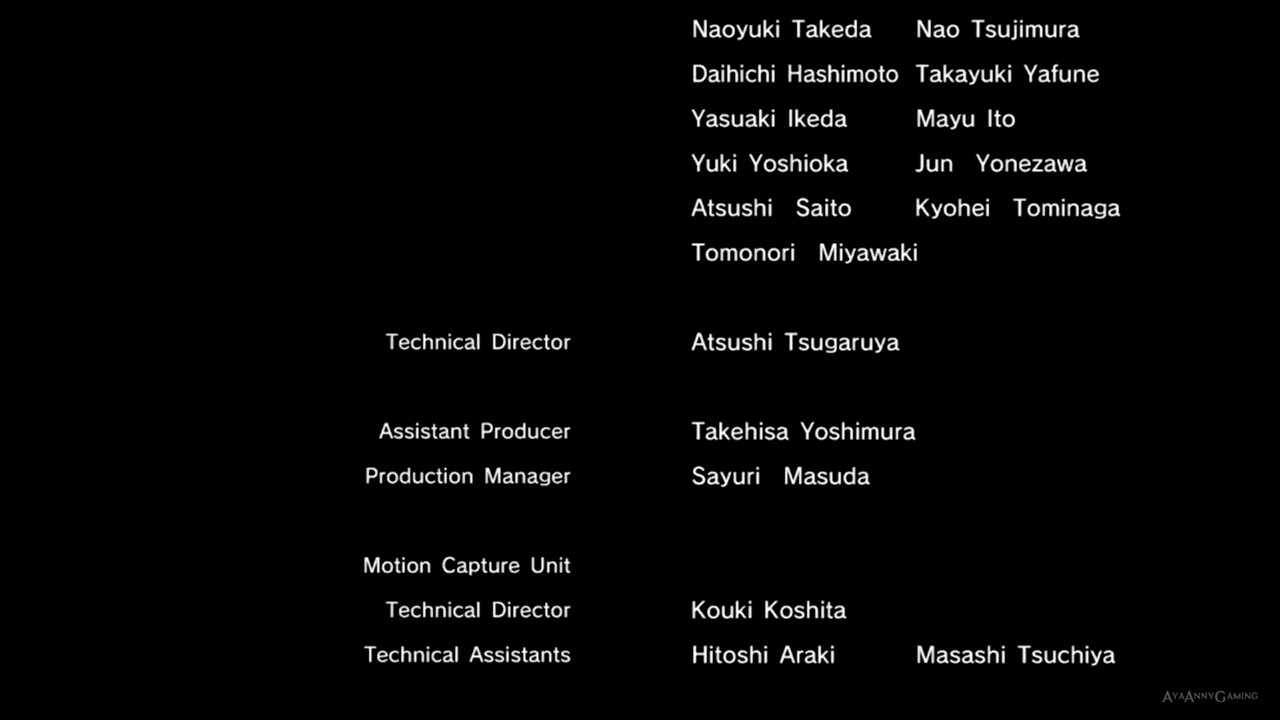 Naoyuki Takeda Nao Tsujimura
Daihichi Hashimoto Takayuki Yafune
Yasuaki Ikeda Mayu Ito
Yuki Yoshioka Jun Yonezawa
Atsushi Saito Kyohei Tominaga
Tomonori Miyawaki
Technical Director Atsushi Tsugaruya
Assistant Producer Takehisa Yoshimura
Production Manager Sayuri Masuda
Motion Capture Unit
Technical Director Kouki Koshita
Technical Assistants Hitoshi Araki Masashi Tsuchiya
AyaAnnyGaming